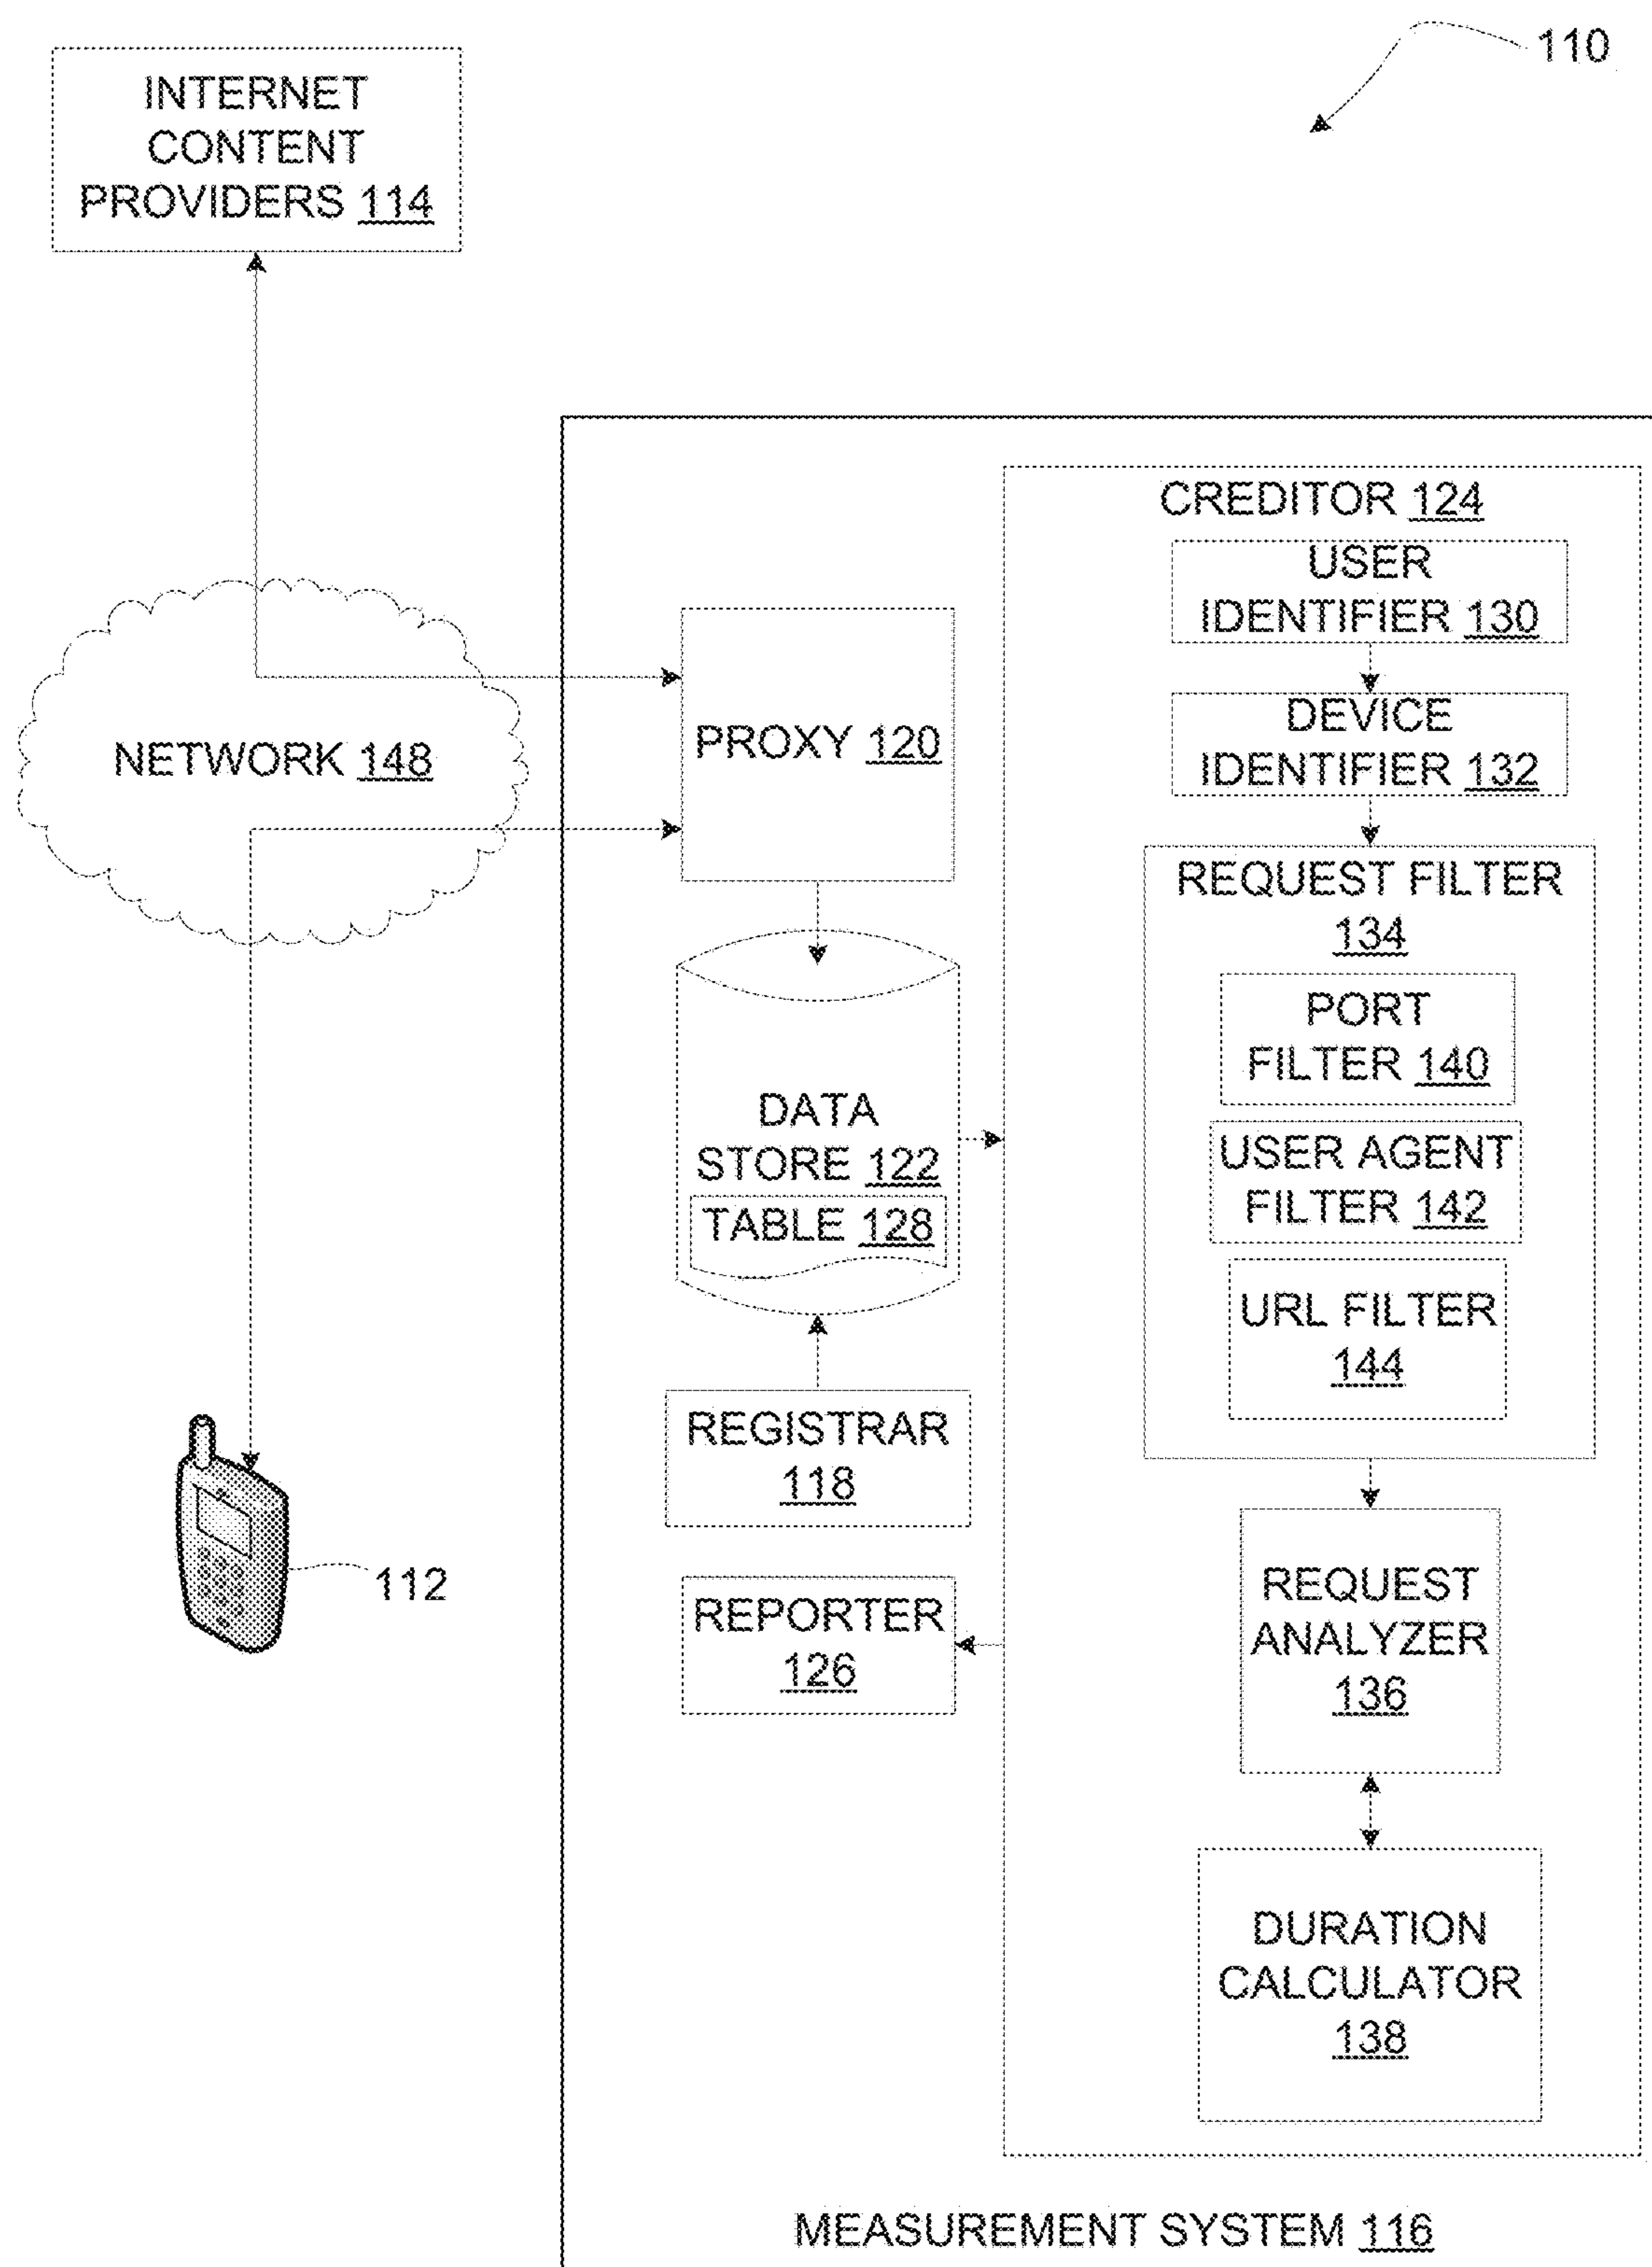 110
INTERNET
CONTENT
PROVIDERS 114
NETWORK 148
112
PROXY 120
DATA
STORE 122
TABLE 128
REGISTRAR
118
REPORTER
126
CREDITOR 124
USER
IDENTIFIER 130
DEVICE
IDENTIFIER 132
REQUEST FILTER
134
PORT
FILTER 140
USER AGENT
FILTER 142
URL FILTER
144
REQUEST
ANALYZER
136
DURATION
CALCULATOR
138
MEASUREMENT SYSTEM 116